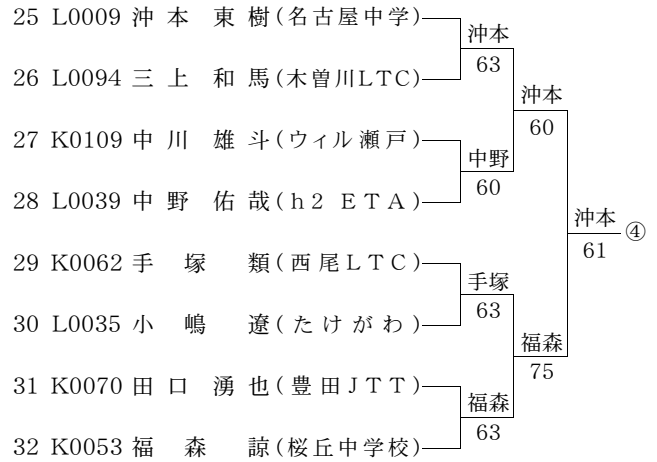 25 L0009 沖本 東樹(名古屋中学)
沖本
63
26 L0094 三上 和馬(木曽川LTC)
沖本
60
27 K0109 中川 雄斗(ウィル瀬戸)
中野
60
28 L0039 中野 佑哉(h2 ETA)
沖本
④
61
29 K0062 手塚 類(西尾LTC)
手塚
63
30 L0035 小嶋 遼(たけがわ)
福森
75
31 K0070 田口 湧也(豊田JTT)
福森
63
32 K0053 福森 諒(桜丘中学校)